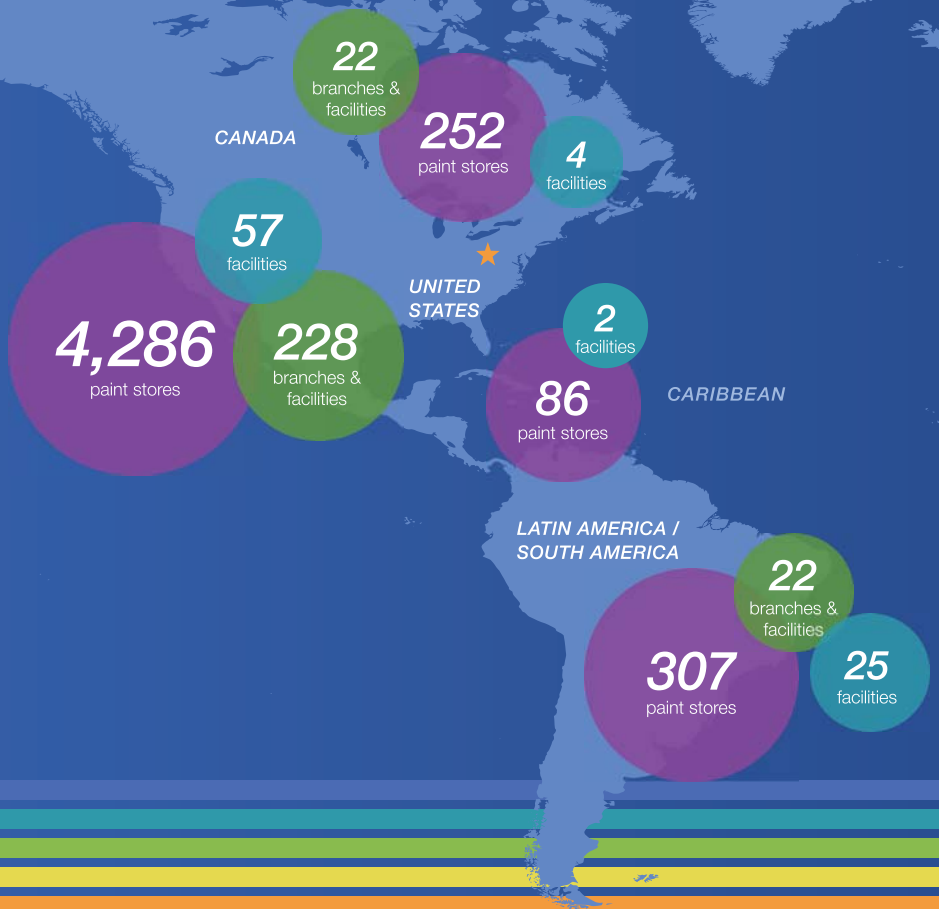 22
branches &
facilities
CANADA
252
paint stores
4
facilities
57
facilities
UNITED
STATES
4,286
paint stores
228
branches &
facilities
2
facilities
86
paint stores
CARIBBEAN
LATIN AMERICA /
SOUTH AMERICA
22
branches &
facilities
307
paint stores
25
facilities